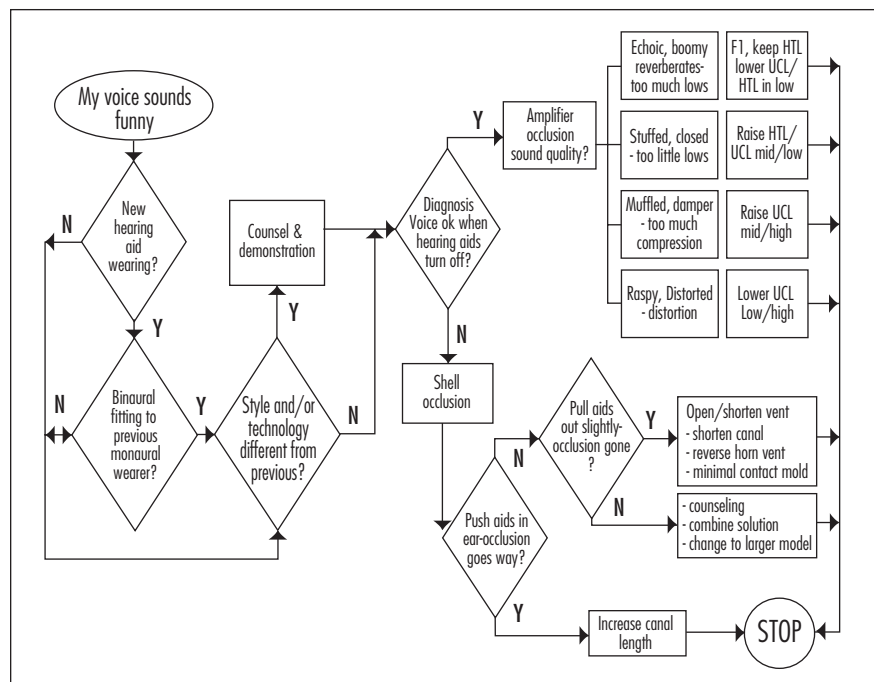 My voice sounds
funny
N
New
hearing
aid
wearing?
Y
N
Binaural
fitting to
previous
monaural
wearer?
Y
Counsel &
demonstration
Y
Style and/or
technology
different from
previous?
N
Diagnosis
Voice ok when
hearing aids
turn off?
Y
N
Amplifier
occlusion
sound quality?
Echoic, boomy
reverberates-
too much lows
F1, keep HTL
lower UCL/
HTL in low
Stuffed, closed
- too little lows
Raise HTL/
UCL mid/low
Muffled, damper
- too much
compression
Raise UCL
mid/high
Raspy, Distorted
- distortion
Lower UCL
Low/high
Shell
occlusion
Push aids in
ear-occlusion
goes way?
N
Y
Pull aids
out slightly-
occlusion gone
?
Y
N
Open/shorten vent
- shorten canal
- reverse horn vent
- minimal contact mold
- counseling
- combine solution
- change to larger model
Increase canal
length
STOP